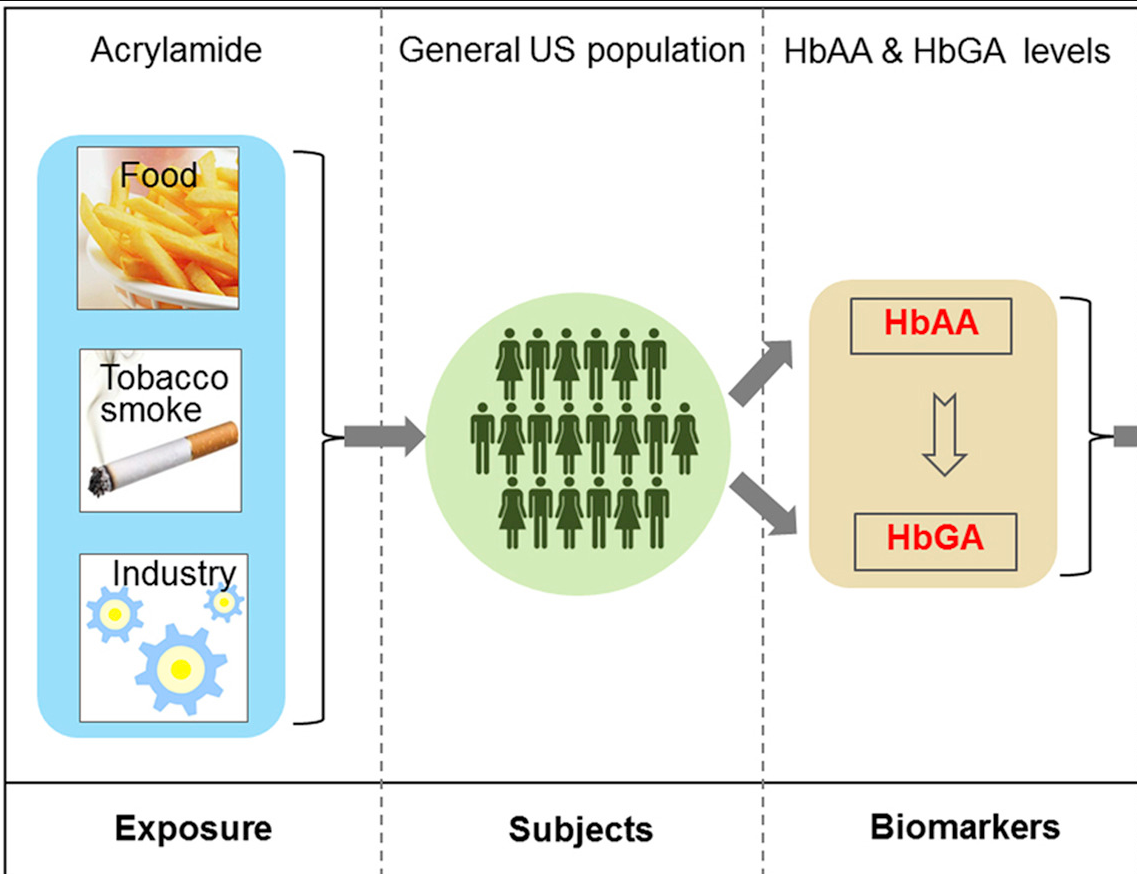 Acrylamide
General US population
HbAA & HbGA levels
Food
Tobacco
smoke
Industry
HbAA
HbGA
Exposure
Subjects
Biomarkers